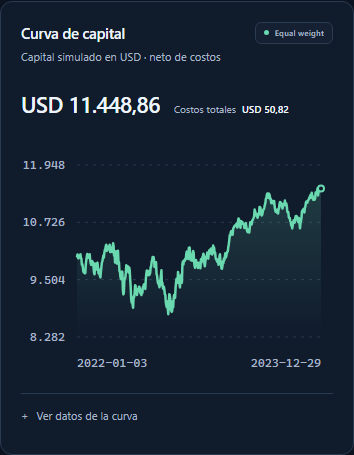 Curva de capital
Equal weight
Capital simulado en USD · neto de costos
USD 11.448,86
Costos totales USD 50,82
11.948
10.726
9.504
8.282
2022-01-03
2023-12-29
+ Ver datos de la curva